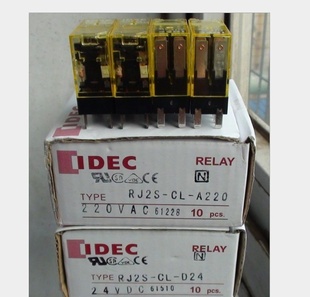 IDEC
RELAY
N
TYPE RJ2S-CL-A220
220VAC 61228 10 pcs.
IDEC
RELAY
N
TYPE RJ2S-CL-D24
24VDC 61510 10 pcs.